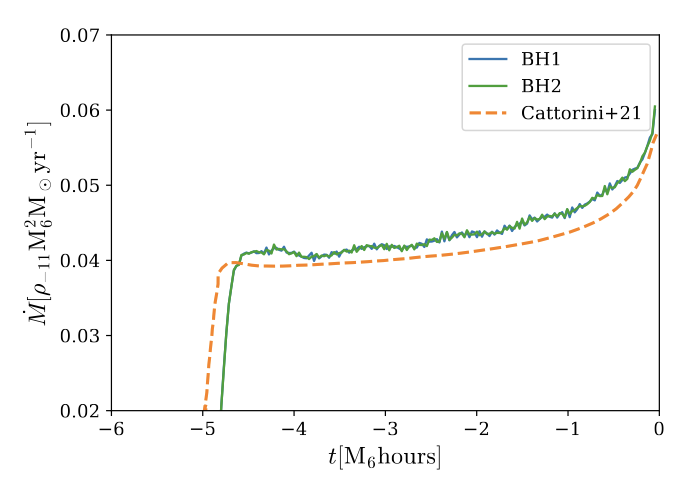 0.07
0.06
0.05
0.04
0.03
0.02
Ṁ[ρ₋₁₁M₆²M☉yr⁻¹]
BH1
BH2
Cattorini+21
−6 −5 −4 −3 −2 −1 0
t[M₆hours]